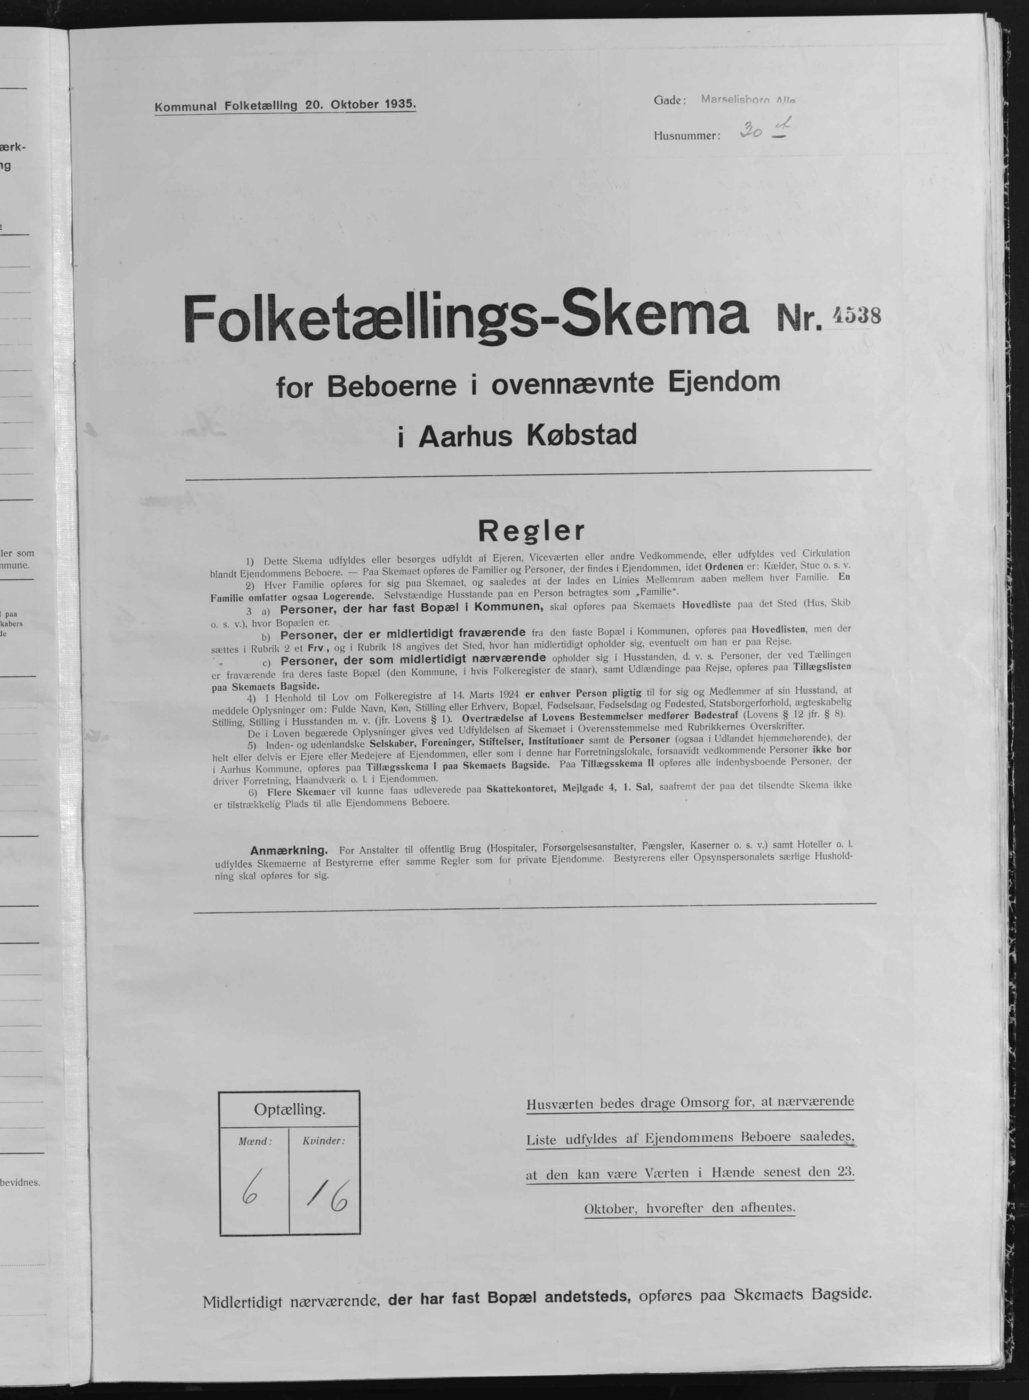 ærk-
ng
ler som
nmune.
l paa
kabers
de
bevidnes.
Kommunal Folketælling 20. Oktober 1935.
Gade: Marselisborg Alle
Husnummer: 30
Folketællings-Skema Nr. 4538
for Beboerne i ovennævnte Ejendom
i Aarhus Købstad
Regler
1) Dette Skema udfyldes eller besørges udfyldt af Ejeren, Viceværten eller andre Vedkommende, eller udfyldes ved Cirkulation
blandt Ejendommens Beboere. — Paa Skemaet opføres de Familier og Personer, der findes i Ejendommen, idet Ordenen er: Kælder, Stue o. s. v.
2) Hver Familie opføres for sig paa Skemaet, og saaledes at der lades en Linies Mellemrum aaben mellem hver Familie. En
Familie omfatter ogsaa Logerende. Selvstændige Husstande paa en Person betragtes som „Familie“.
3 a) Personer, der har fast Bopæl i Kommunen, skal opføres paa Skemaets Hovedliste paa det Sted (Hus, Skib
o. s. v.), hvor Bopælen er.
b) Personer, der er midlertidigt fraværende fra den faste Bopæl i Kommunen, opføres paa Hovedlisten, men der
sættes i Rubrik 2 et Frv., og i Rubrik 18 angives det Sted, hvor han midlertidigt opholder sig, eventuelt om han er paa Rejse.
c) Personer, der som midlertidigt nærværende opholder sig i Husstanden, d. v. s. Personer, der ved Tællingen
er fraværende fra deres faste Bopæl (den Kommune, i hvis Folkeregister de staar), samt Udlændinge paa Rejse, opføres paa Tillægslisten
paa Skemaets Bagside.
4) I Henhold til Lov om Folkeregistre af 14. Marts 1924 er enhver Person pligtig til for sig og Medlemmer af sin Husstand, at
meddele Oplysninger om: Fulde Navn, Køn, Stilling eller Erhverv, Bopæl, Fødselsaar, Fødselsdag og Fødested, Statsborgerforhold, ægteskabelig
Stilling, Stilling i Husstanden m. v. (jfr. Lovens § 1). Overtrædelse af Lovens Bestemmelser medfører Bødestraf (Lovens § 12 jfr. § 8).
De i Loven begærede Oplysninger gives ved Udfyldelsen af Skemaet i Overensstemmelse med Rubrikkernes Overskrifter.
5) Inden- og udenlandske Selskaber, Foreninger, Stiftelser, Institutioner samt de Personer (ogsaa i Udlandet hjemmehørende), der
helt eller delvis er Ejere eller Medejere af Ejendommen, eller som i denne har Forretningslokale, forsaavidt vedkommende Personer ikke bor
i Aarhus Kommune, opføres paa Tillægsskema I paa Skemaets Bagside. Paa Tillægsskema II opføres alle indenbysboende Personer, der
driver Forretning, Haandværk o. l. i Ejendommen.
6) Flere Skemaer vil kunne faas udleverede paa Skattekontoret, Mejlgade 4, 1. Sal, saafremt der paa det tilsendte Skema ikke
er tilstrækkelig Plads til alle Ejendommens Beboere.
Anmærkning. For Anstalter til offentlig Brug (Hospitaler, Forsørgelsesanstalter, Fængsler, Kaserner o. s. v.) samt Hoteller o. l.
udfyldes Skemaerne af Bestyrerne efter samme Regler som for private Ejendomme. Bestyrerens eller Opsynspersonalets særlige Hushold-
ning skal opføres for sig.
Optælling.
Mænd: Kvinder:
6 16
Husværten bedes drage Omsorg for, at nærværende
Liste udfyldes af Ejendommens Beboere saaledes,
at den kan være Værten i Hænde senest den 23.
Oktober, hvorefter den afhentes.
Midlertidigt nærværende, der har fast Bopæl andetsteds, opføres paa Skemaets Bagside.